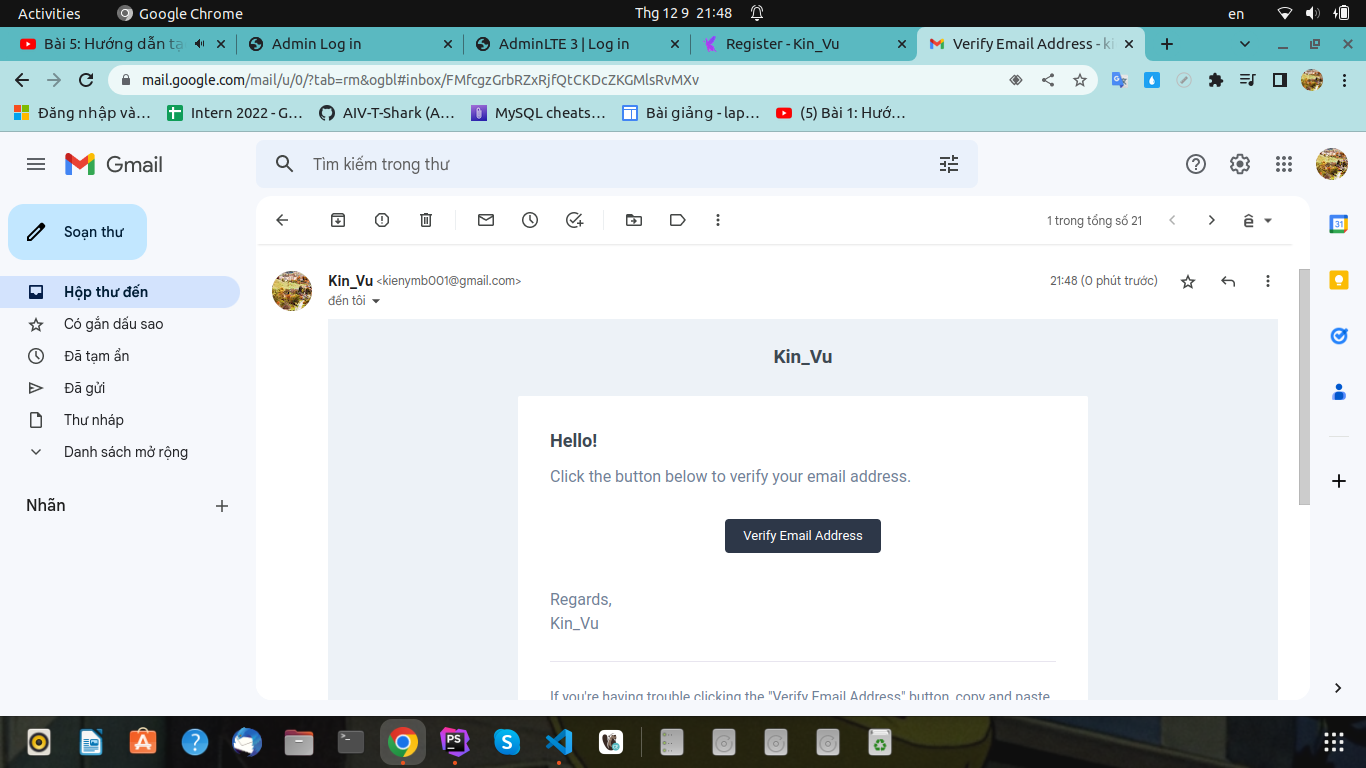 Activities
Google Chrome
Thg 12 9 21:48
en
Bài 5: Hướng dẫn tạ
Admin Log in
AdminLTE 3 | Log in
Register - Kin_Vu
Verify Email Address - ki
mail.google.com/mail/u/0/?tab=rm&ogbl#inbox/FMfcgzGrbRZxRjfQtCKDcZKGMlsRvMXv
Đăng nhập và…
Intern 2022 - G…
AIV-T-Shark (A…
MySQL cheats…
Bài giảng - lap…
(5) Bài 1: Hướ…
Gmail
Tìm kiếm trong thư
Soạn thư
1 trong tổng số 21
ê
31
Hộp thư đến
Có gắn dấu sao
Đã tạm ẩn
Đã gửi
Thư nháp
Danh sách mở rộng
Nhãn
Kin_Vu <kienymb001@gmail.com>
21:48 (0 phút trước)
đến tôi
Kin_Vu
Hello!
Click the button below to verify your email address.
Verify Email Address
Regards,
Kin_Vu
If you're having trouble clicking the "Verify Email Address" button, copy and paste
PS